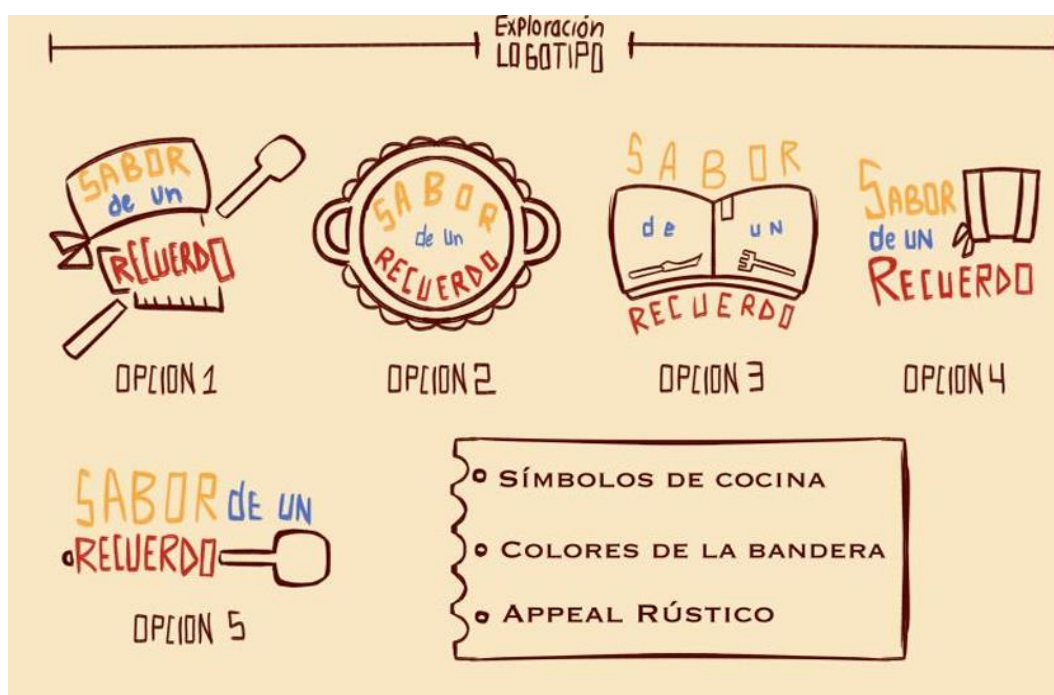 Exploración
LOGOTIPO
SABOR
de un
RECUERDO
OPCION 1
SABOR
de un
RECUERDO
OPCION 2
SABOR
de UN
RECUERDO
OPCION 3
SABOR
de UN
RECUERDO
OPCION 4
SABOR dE UN
RECUERDO
OPCION 5
SÍMBOLOS DE COCINA
COLORES DE LA BANDERA
APPEAL RÚSTICO